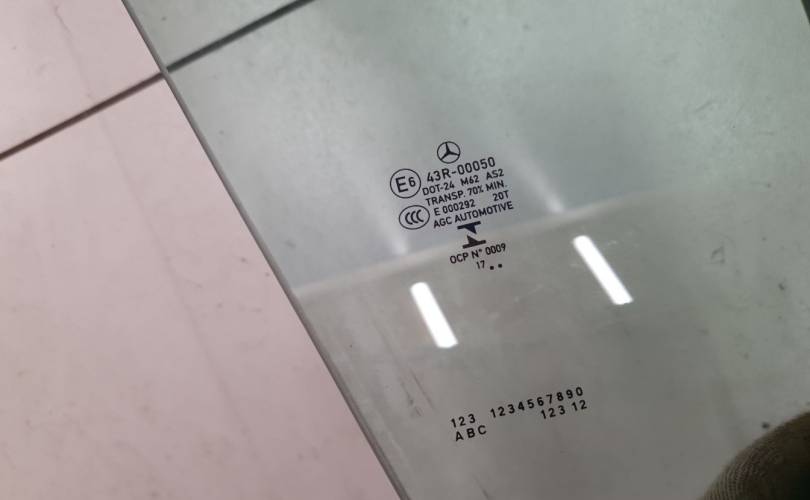 E6 43R-00050
DOT-24 M62 AS2
TRANSP. 70% MIN.
CCC E 000292 20T
AGC AUTOMOTIVE
OCP N° 0009
17..
123 1234567890
ABC 123 12